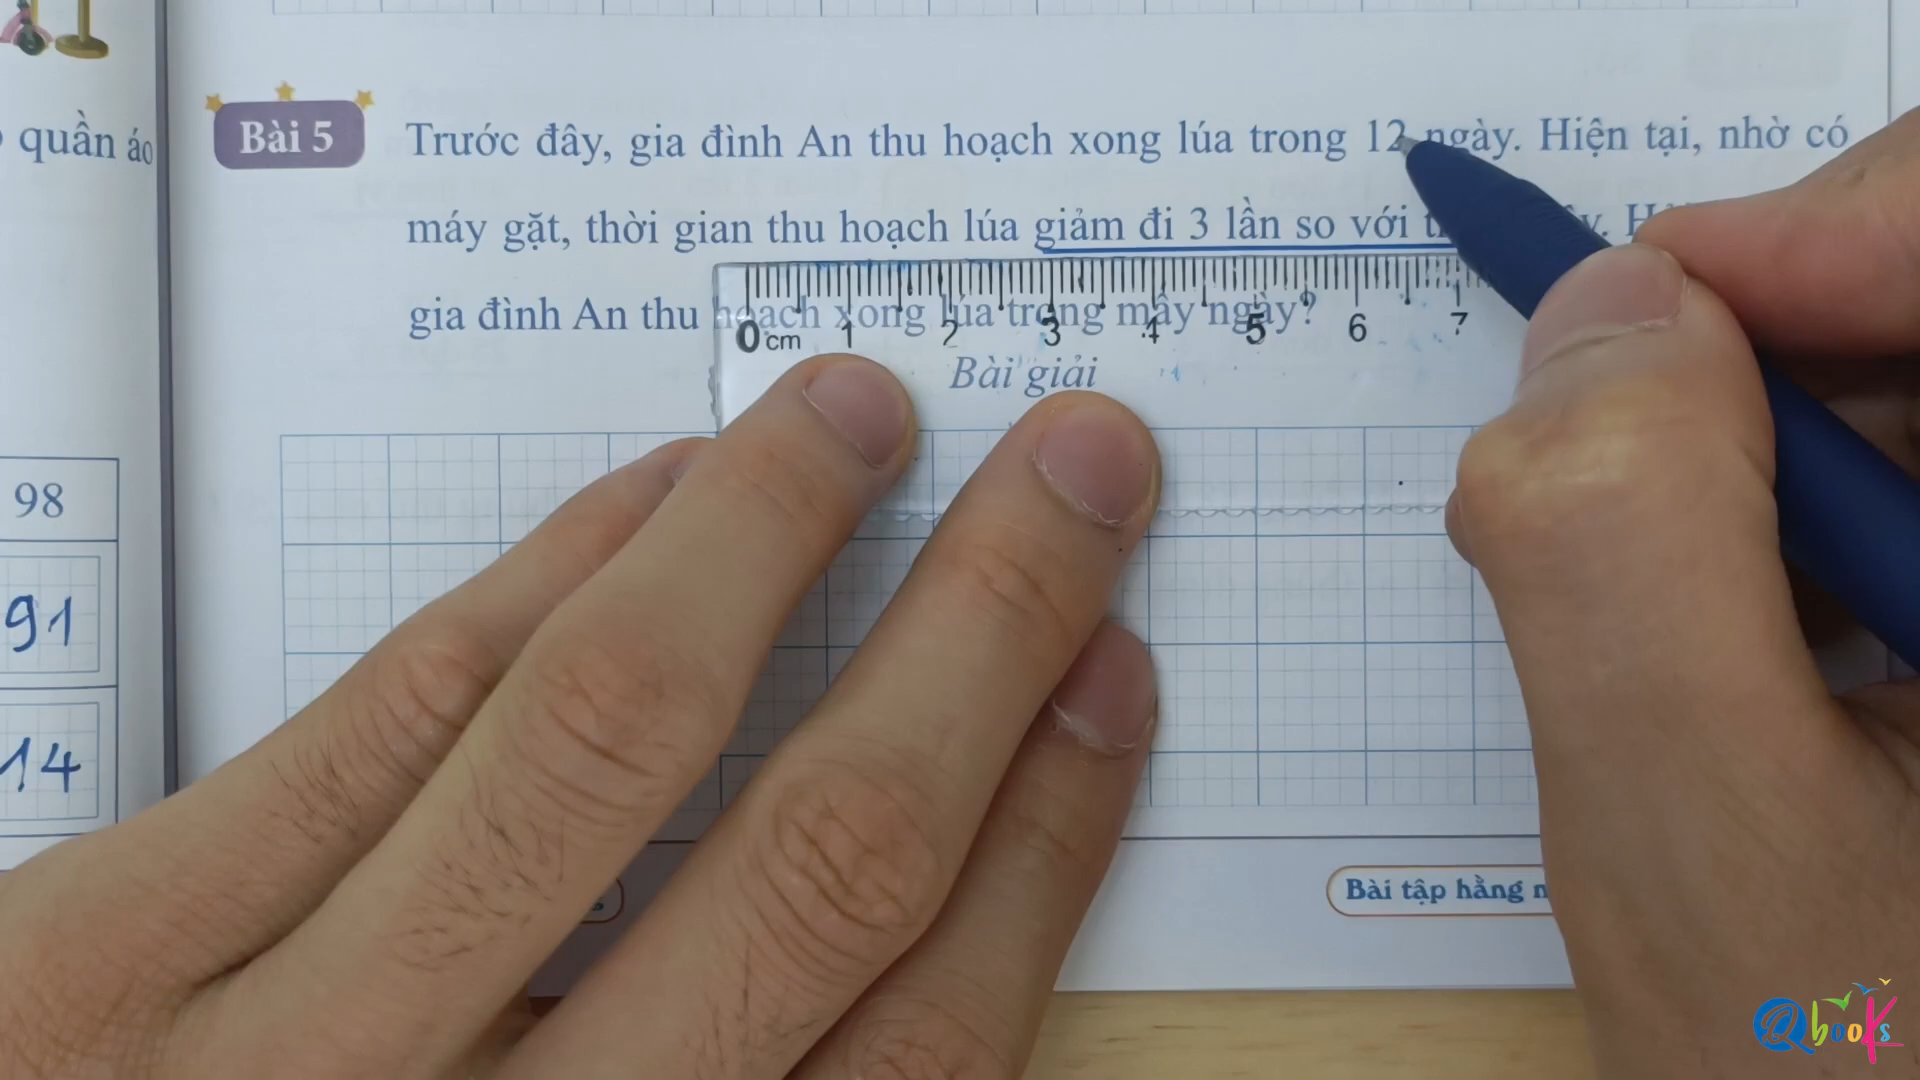 quần áo
98
91
14
Bài 5
Trước đây, gia đình An thu hoạch xong lúa trong 12 ngày. Hiện tại, nhờ có
máy gặt, thời gian thu hoạch lúa giảm đi 3 lần so với
gia đình An thu hoạch xong lúa trong mấy ngày?
0 cm 1 2 3 4 5 6 7
Bài giải
Bài tập hằng
Qbooks